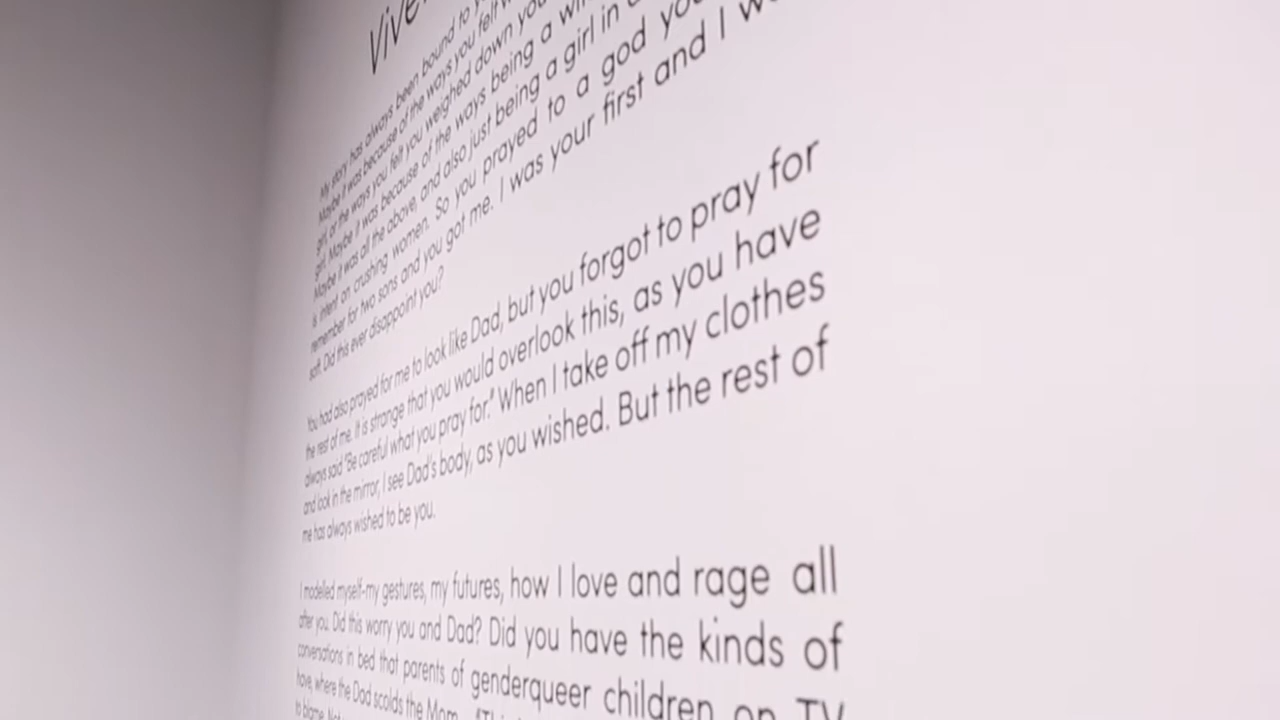 Vive
My story has always been bound to
Maybe it was because of the ways you felt
girl, or the ways you felt you weighed down you
girl. Maybe it was because of the ways being a
Maybe it was all the above, and also just being a girl in
is intent on crushing women. So you prayed to a god you
remember for two sons and you got me. I was your first and I w
soft. Did this ever disappoint you?
You had also prayed for me to look like Dad, but you forgot to pray for
the rest of me. It is strange that you would overlook this, as you have
always said "Be careful what you pray for." When I take off my clothes
and look in the mirror, I see Dad's body, as you wished. But the rest of
me has always wished to be you.
I modelled myself-my gestures, my futures, how I love and rage all
after you. Did this worry you and Dad? Did you have the kinds of
conversations in bed that parents of genderqueer children on TV
have, where the Dad scolds the Mom
to blame.